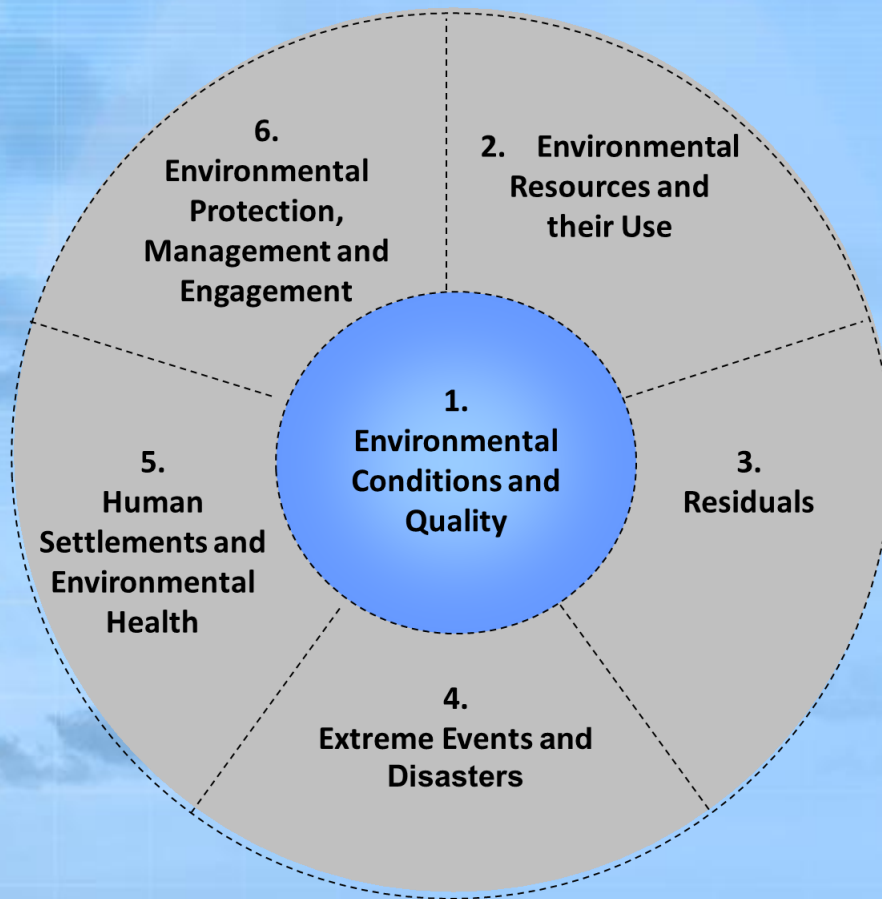 1.
Environmental
Conditions and
Quality
2. Environmental
Resources and
their Use
3.
Residuals
4.
Extreme Events and
Disasters
5.
Human
Settlements and
Environmental
Health
6.
Environmental
Protection,
Management and
Engagement